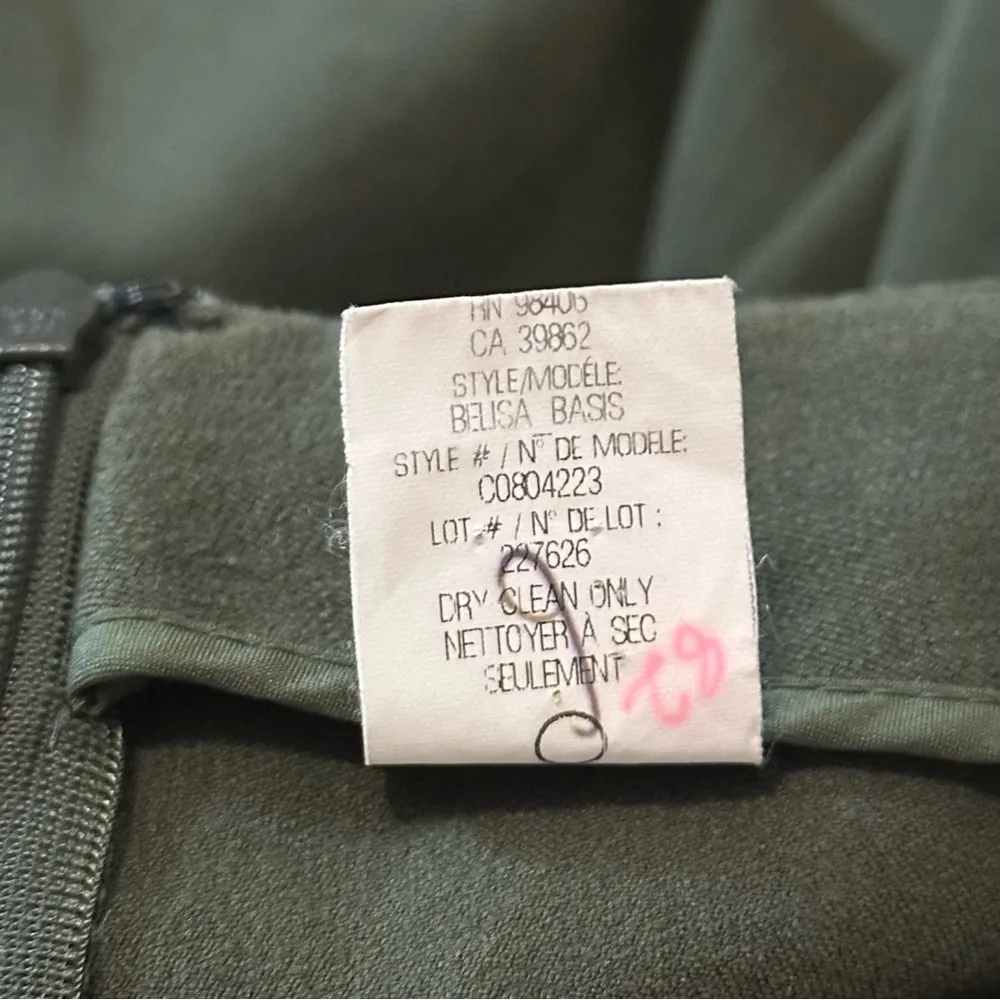 RN 98406
CA 39862
STYLE/MODÉLE:
BELISA BASIS
STYLE # / N° DE MODELE:
C0804223
LOT # / N° DE LOT :
227626
DRY CLEAN ONLY
NETTOYER À SEC
SEULEMENT